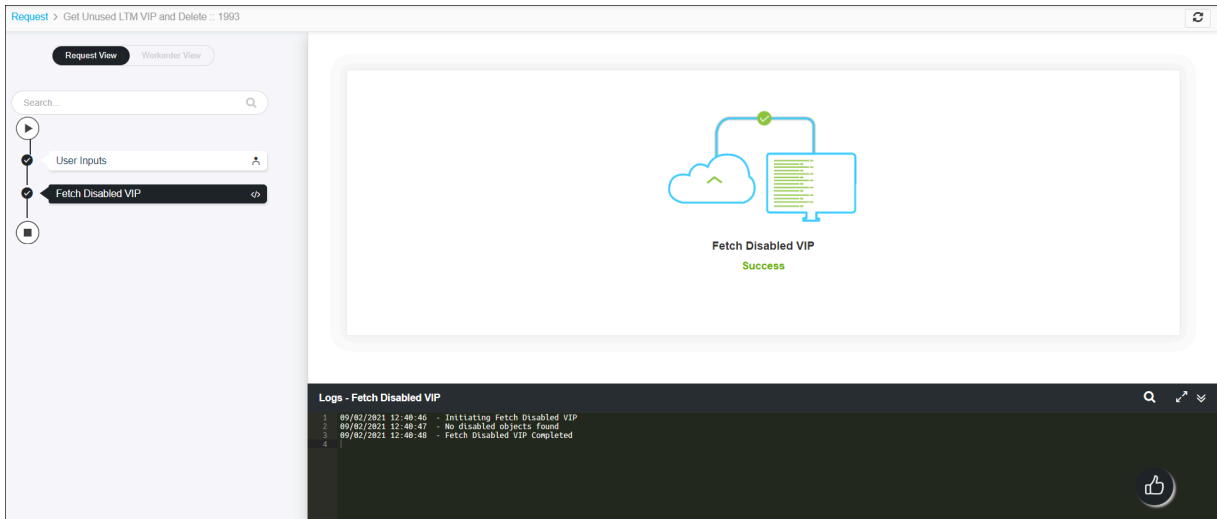 Request > Get Unused LTM VIP and Delete :: 1993
Request View
Workorder View
Search...
User Inputs
Fetch Disabled VIP
</>
Fetch Disabled VIP
Success
Logs - Fetch Disabled VIP
1 09/02/2021 12:40:46 - Initiating Fetch Disabled VIP
2 09/02/2021 12:40:47 - No disabled objects found
3 09/02/2021 12:40:48 - Fetch Disabled VIP Completed
4